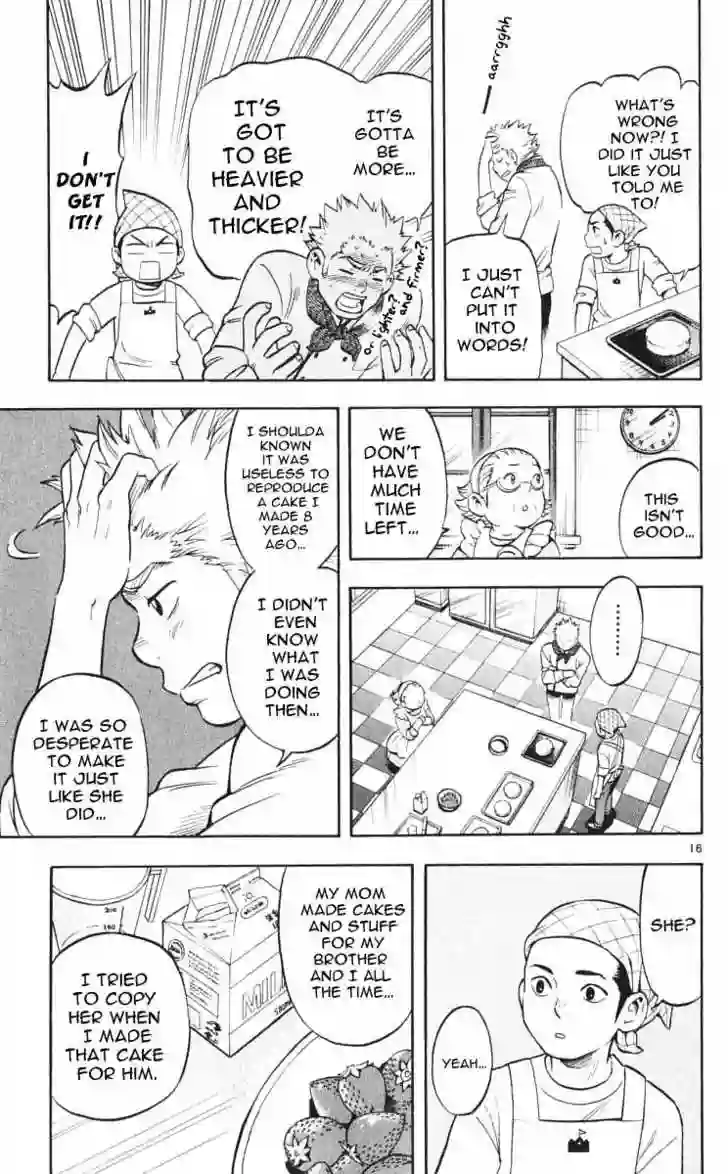 aarrgghh
WHAT'S
WRONG
NOW?! I
DID IT JUST
LIKE YOU
TOLD ME
TO!
I JUST
CAN'T
PUT IT
INTO
WORDS!
IT'S
GOTTA
BE
MORE...
IT'S
GOT
TO BE
HEAVIER
AND
THICKER!
or lighter?
and firmer?
I
DON'T
GET
IT!!
THIS
ISN'T
GOOD...
WE
DON'T
HAVE
MUCH
TIME
LEFT...
........
I SHOULDA
KNOWN
IT WAS
USELESS TO
REPRODUCE
A CAKE I
MADE 8
YEARS
AGO...
I DIDN'T
EVEN
KNOW
WHAT
I WAS
DOING
THEN...
I WAS SO
DESPERATE
TO MAKE
IT JUST
LIKE SHE
DID...
16
SHE?
YEAH...
MY MOM
MADE CAKES
AND STUFF
FOR MY
BROTHER
AND I ALL
THE TIME...
I TRIED
TO COPY
HER WHEN
I MADE
THAT CAKE
FOR HIM.
200